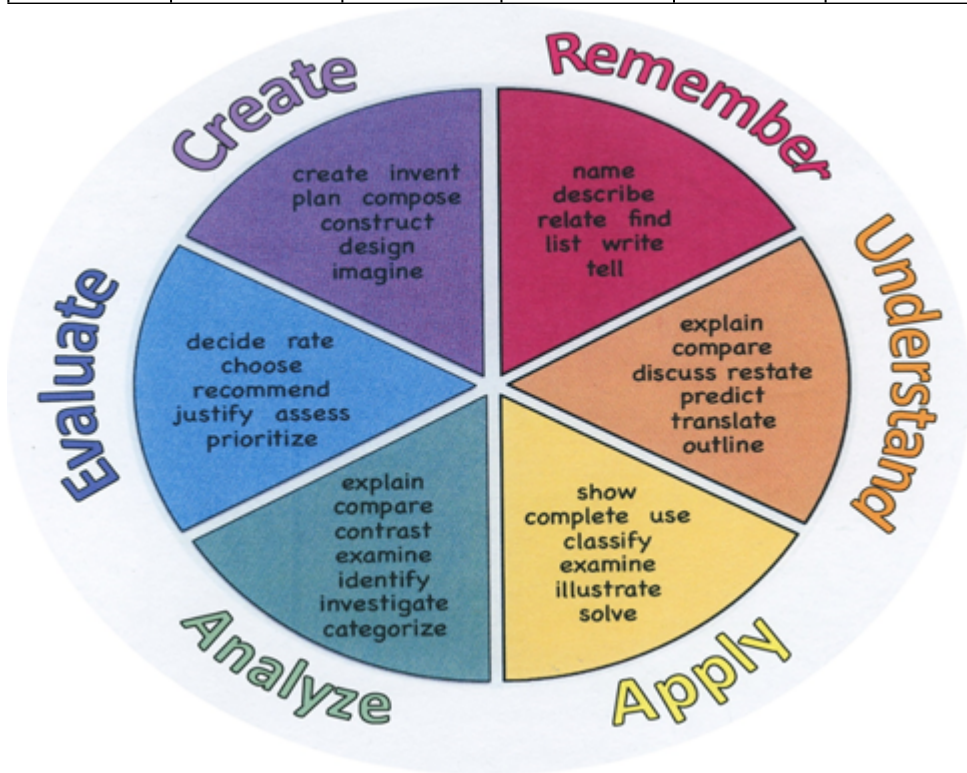 Remember
name
describe
relate find
list write
tell
Understand
explain
compare
discuss restate
predict
translate
outline
Apply
show
complete use
classify
examine
illustrate
solve
Analyze
explain
compare
contrast
examine
identify
investigate
categorize
Evaluate
decide rate
choose
recommend
justify assess
prioritize
Create
create invent
plan compose
construct
design
imagine